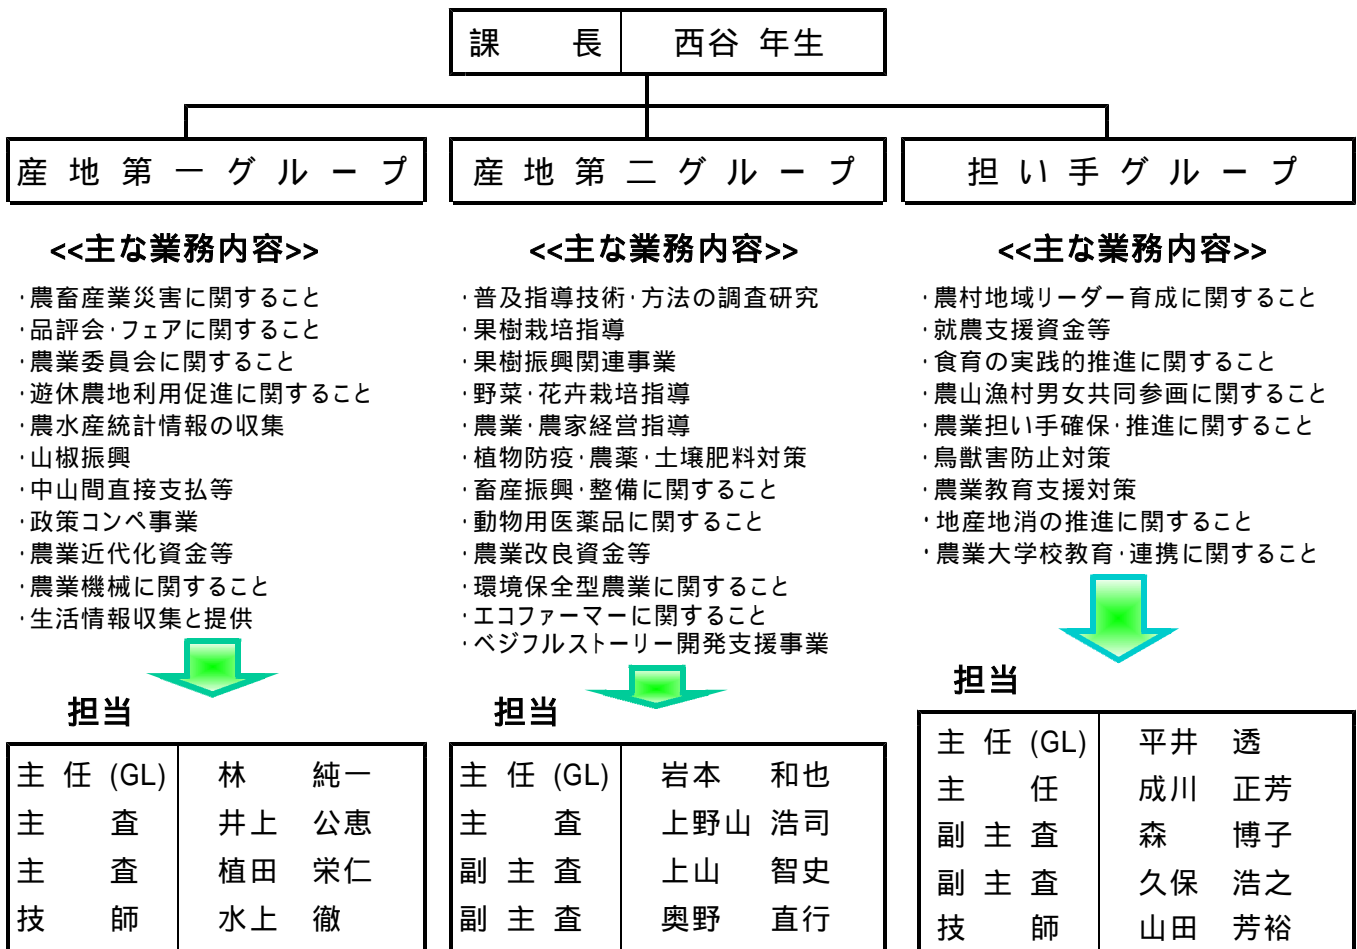 課　　長　西谷 年生
産地第一グループ
<<主な業務内容>>
・農畜産業災害に関すること
・品評会・フェアに関すること
・農業委員会に関すること
・遊休農地利用促進に関すること
・農水産統計情報の収集
・山椒振興
・中山間直接支払等
・政策コンペ事業
・農業近代化資金等
・農業機械に関すること
・生活情報収集と提供
担当
主 任 (GL)　林　　純一
主　　査　井上　公恵
主　　査　植田　栄仁
技　　師　水上　徹
産地第二グループ
<<主な業務内容>>
・普及指導技術・方法の調査研究
・果樹栽培指導
・果樹振興関連事業
・野菜・花卉栽培指導
・農業・農家経営指導
・植物防疫・農薬・土壌肥料対策
・畜産振興・整備に関すること
・動物用医薬品に関すること
・農業改良資金等
・環境保全型農業に関すること
・エコファーマーに関すること
・ベジフルストーリー開発支援事業
担当
主 任 (GL)　岩本　和也
主　　査　上野山 浩司
副 主 査　上山　智史
副 主 査　奥野　直行
担い手グループ
<<主な業務内容>>
・農村地域リーダー育成に関すること
・就農支援資金等
・食育の実践的推進に関すること
・農山漁村男女共同参画に関すること
・農業担い手確保・推進に関すること
・鳥獣害防止対策
・農業教育支援対策
・地産地消の推進に関すること
・農業大学校教育・連携に関すること
担当
主 任 (GL)　平井　透
主　　任　成川　正芳
副 主 査　森　　博子
副 主 査　久保　浩之
技　　師　山田　芳裕